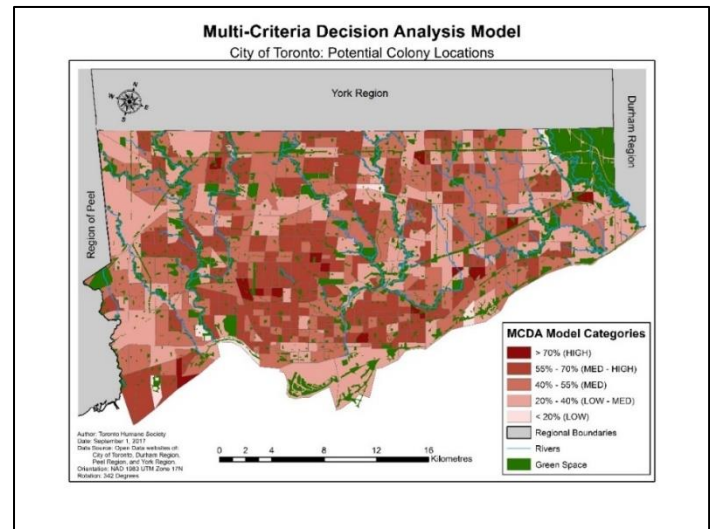 Multi-Criteria Decision Analysis Model
City of Toronto: Potential Colony Locations
N
W
E
S
York Region
Durham Region
Region of Peel
MCDA Model Categories
> 70% (HIGH)
55% - 70% (MED - HIGH)
40% - 55% (MED)
20% - 40% (LOW - MED)
< 20% (LOW)
Regional Boundaries
Rivers
Green Space
Author: Toronto Humane Society
Date: September 1, 2017
Data Source: Open Data websites of:
City of Toronto, Durham Region,
Peel Region, and York Region.
Orientation: NAD 1983 UTM Zone 17N
Rotation: 342 Degrees
0 2 4 8 12 16
Kilometres